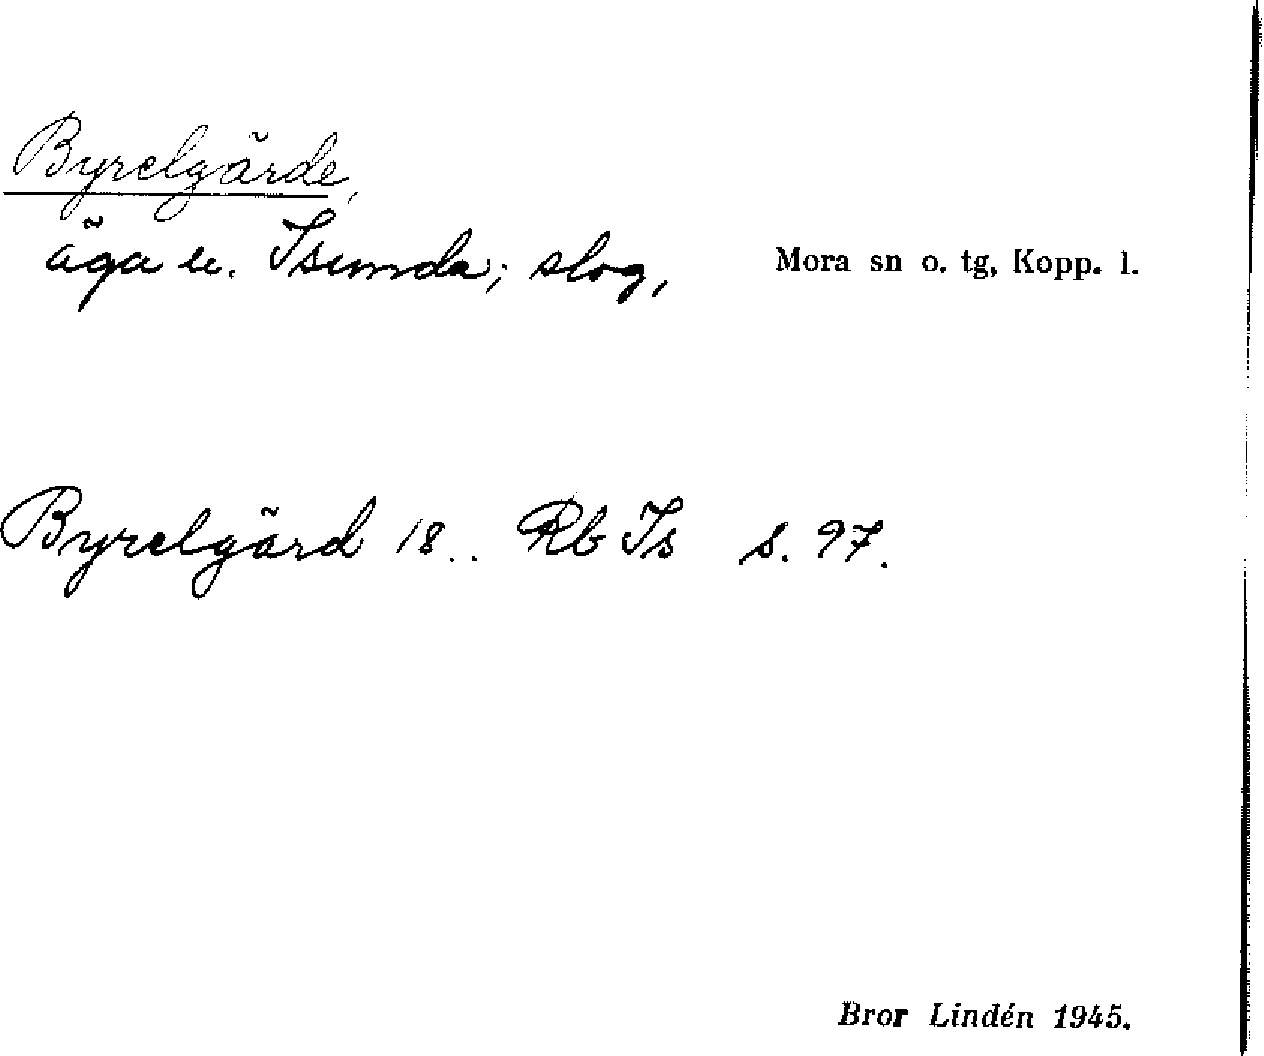 Byrelgärde,
äga u. Isunda; slog, Mora sn o. tg, Kopp. l.
Byrelgärd 18.. Rb Is s. 97.
Bror Lindén 1945.